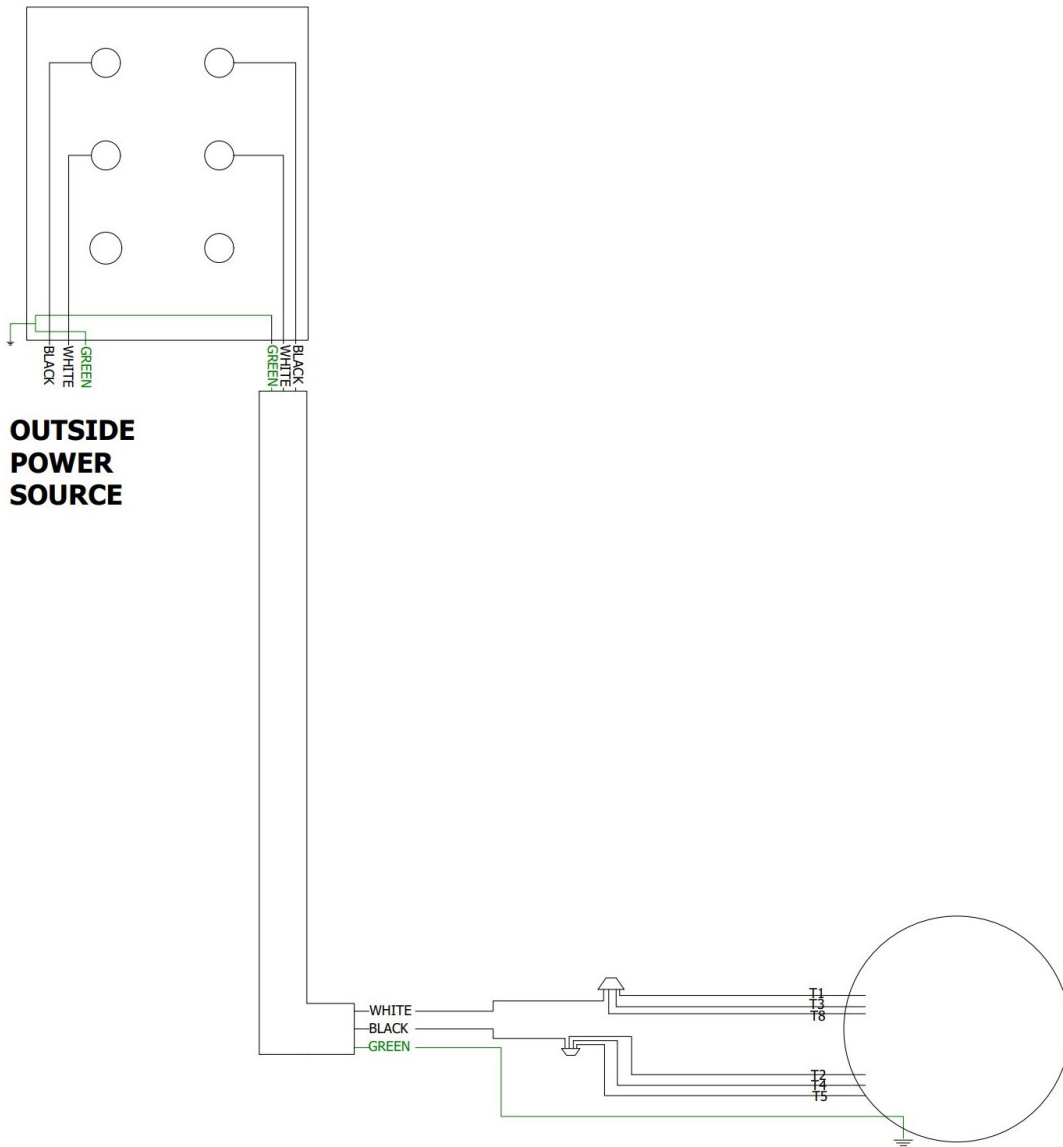 BLACK
WHITE
GREEN
GREEN
WHITE
BLACK
OUTSIDE
POWER
SOURCE
WHITE
BLACK
GREEN
T1
T3
T8
T2
T4
T5